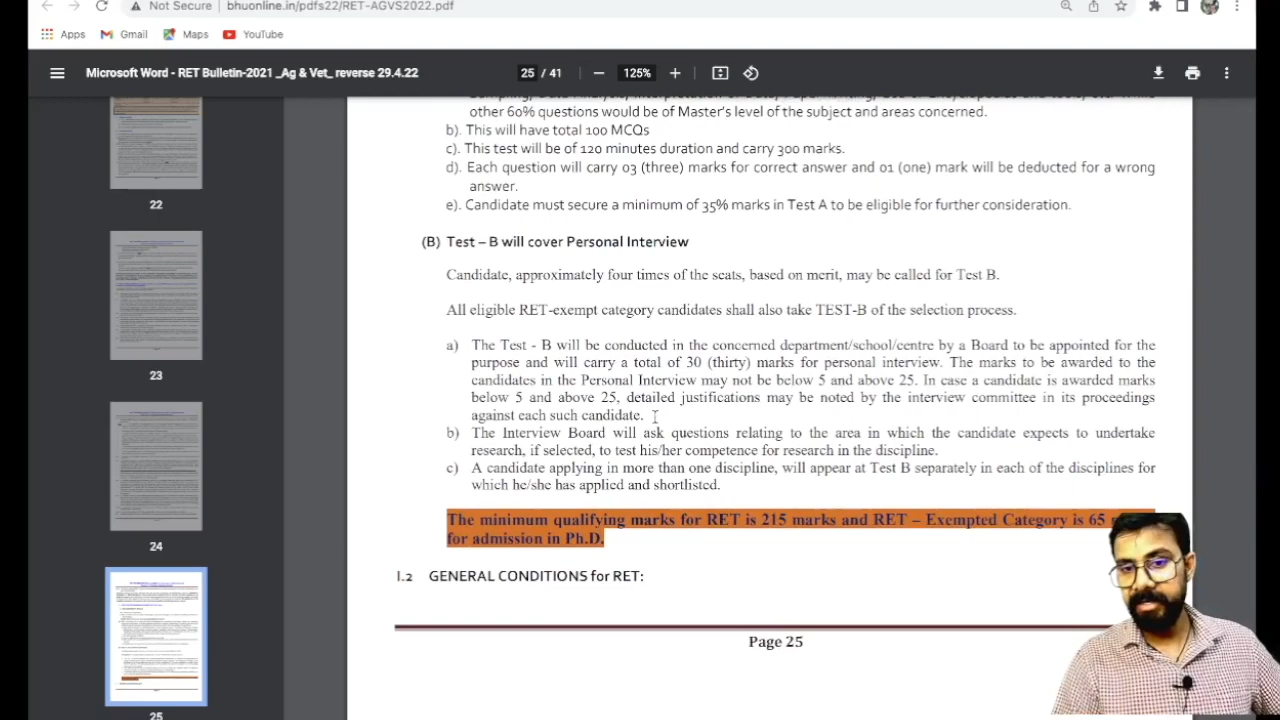 Not Secure | bhuonline.in/pdfs22/RET-AGVS2022.pdf
Apps Gmail Maps YouTube
Microsoft Word - RET Bulletin-2021 _Ag & Vet_ reverse 29.4.22
25 / 41
125%
22
23
24
25
other 60% questions would be of Master's level of the subject and areas concerned.
b). This will have total 100 MCQs
c). This test will be of 120 minutes duration and carry 300 marks.
d). Each question will carry 03 (three) marks for correct answer and 01 (one) mark will be deducted for a wrong
answer.
e). Candidate must secure a minimum of 35% marks in Test A to be eligible for further consideration.
(B) Test – B will cover Personal Interview
Candidate, approximately four times of the seats, based on merit, may be called for Test B.
All eligible RET-exempt category candidates shall also take TEST-B of the selection process.
a) The Test - B will be conducted in the concerned department/school/centre by a Board to be appointed for the
purpose and will carry a total of 30 (thirty) marks for personal interview. The marks to be awarded to the
candidates in the Personal Interview may not be below 5 and above 25. In case a candidate is awarded marks
below 5 and above 25, detailed justifications may be noted by the interview committee in its proceedings
against each such candidate.
b) The Interview Board will ask questions relating to the area in which the candidate expects to undertake
research, if selected, to test his/her competence for research in the discipline.
c) A candidate applying in more than one discipline, will appear at Test B separately in each of the disciplines for
which he/she has applied and shortlisted.
The minimum qualifying marks for RET is 215 marks and RET – Exempted Category is 65
for admission in Ph.D.
I.2 GENERAL CONDITIONS for RET:
Page 25